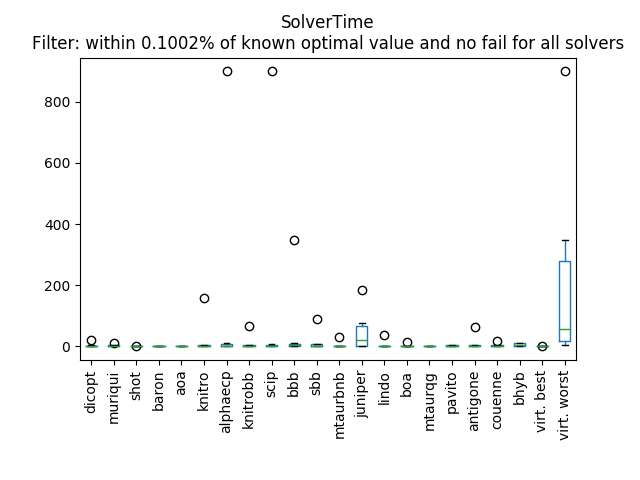 SolverTime
Filter: within 0.1002% of known optimal value and no fail for all solvers
800
600
400
200
0
dicopt
muriqui
shot
baron
aoa
knitro
alphaecp
knitrobb
scip
bbb
sbb
mtaurbnb
juniper
lindo
boa
mtaurqg
pavito
antigone
couenne
bhyb
virt. best
virt. worst